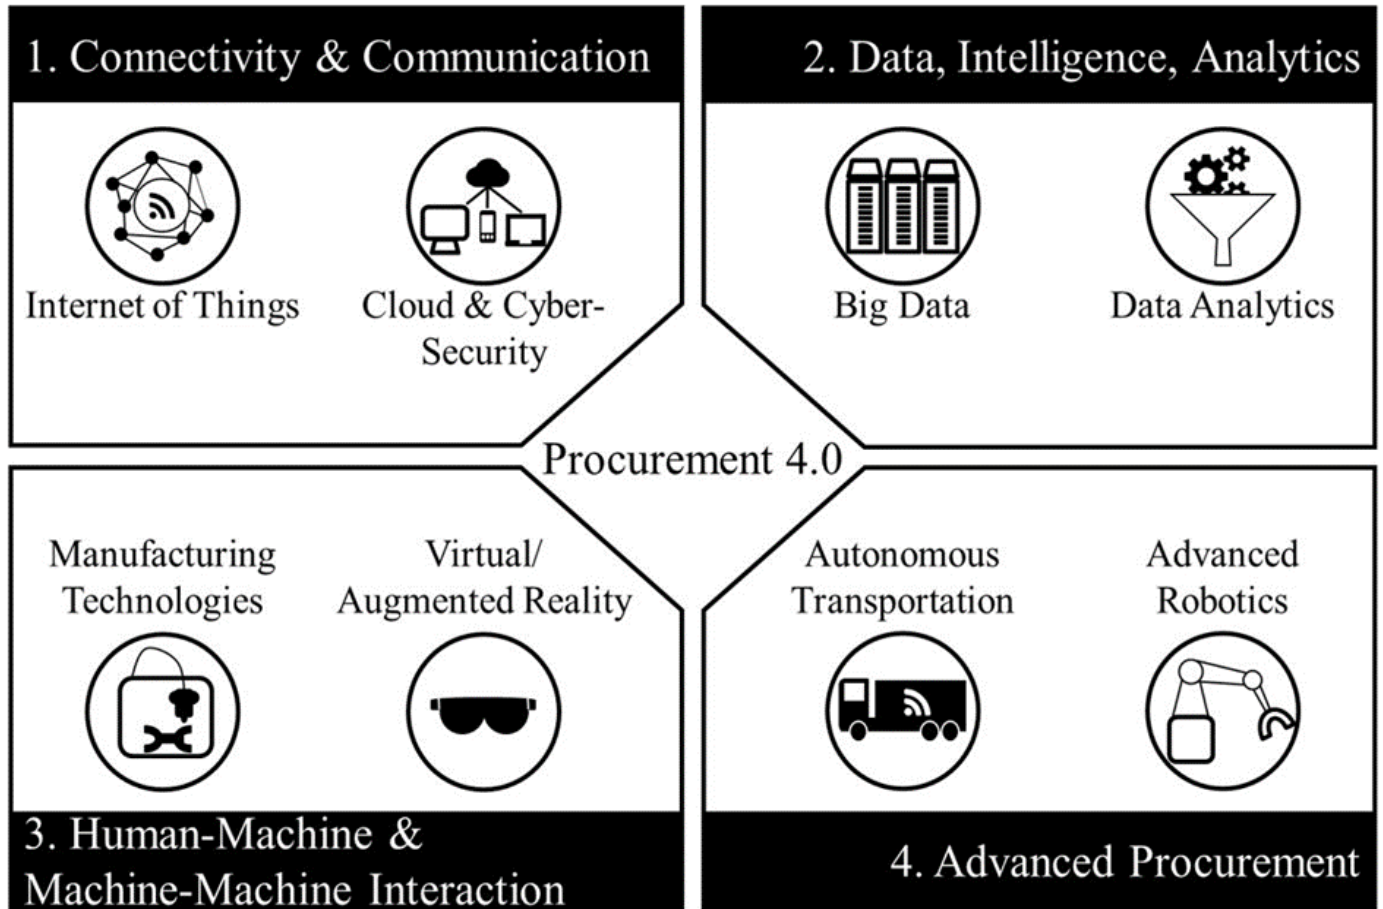 1. Connectivity & Communication
Internet of Things
Cloud & Cyber-
Security
2. Data, Intelligence, Analytics
Big Data
Data Analytics
Procurement 4.0
Manufacturing
Technologies
Virtual/
Augmented Reality
3. Human-Machine &
Machine-Machine Interaction
Autonomous
Transportation
Advanced
Robotics
4. Advanced Procurement